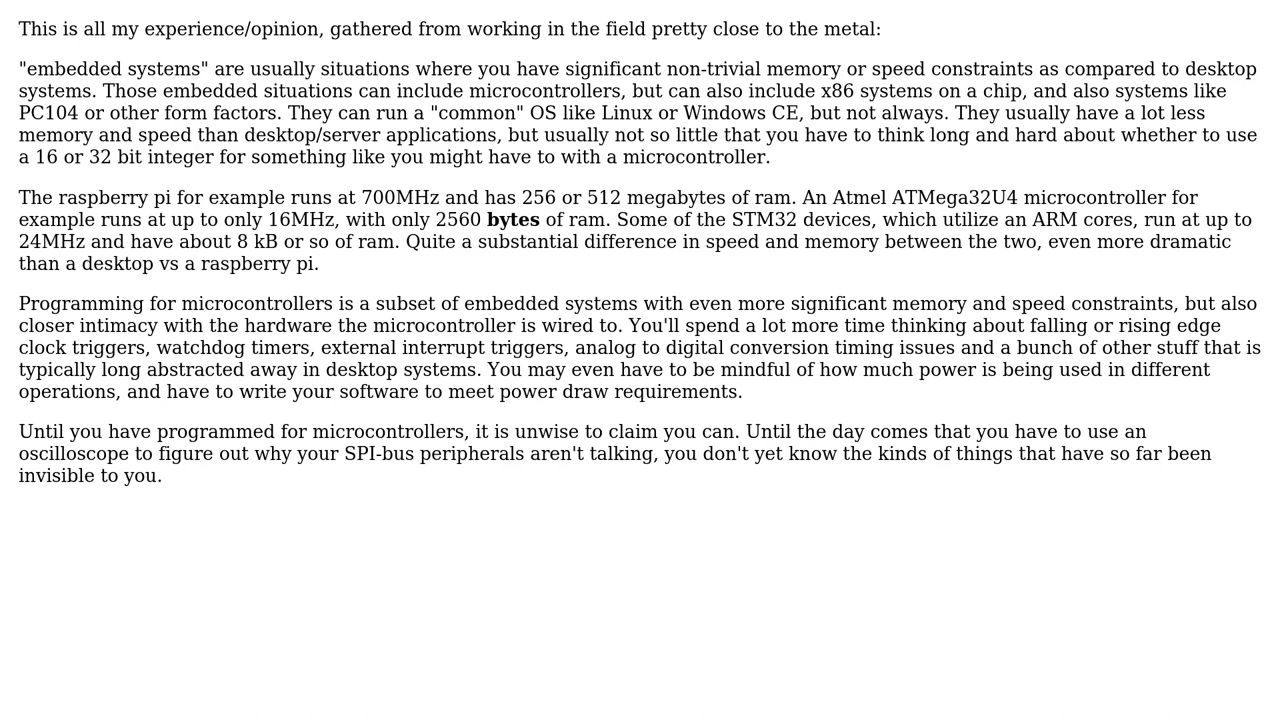 This is all my experience/opinion, gathered from working in the field pretty close to the metal:
"embedded systems" are usually situations where you have significant non-trivial memory or speed constraints as compared to desktop
systems. Those embedded situations can include microcontrollers, but can also include x86 systems on a chip, and also systems like
PC104 or other form factors. They can run a "common" OS like Linux or Windows CE, but not always. They usually have a lot less
memory and speed than desktop/server applications, but usually not so little that you have to think long and hard about whether to use
a 16 or 32 bit integer for something like you might have to with a microcontroller.
The raspberry pi for example runs at 700MHz and has 256 or 512 megabytes of ram. An Atmel ATMega32U4 microcontroller for
example runs at up to only 16MHz, with only 2560 bytes of ram. Some of the STM32 devices, which utilize an ARM cores, run at up to
24MHz and have about 8 kB or so of ram. Quite a substantial difference in speed and memory between the two, even more dramatic
than a desktop vs a raspberry pi.
Programming for microcontrollers is a subset of embedded systems with even more significant memory and speed constraints, but also
closer intimacy with the hardware the microcontroller is wired to. You'll spend a lot more time thinking about falling or rising edge
clock triggers, watchdog timers, external interrupt triggers, analog to digital conversion timing issues and a bunch of other stuff that is
typically long abstracted away in desktop systems. You may even have to be mindful of how much power is being used in different
operations, and have to write your software to meet power draw requirements.
Until you have programmed for microcontrollers, it is unwise to claim you can. Until the day comes that you have to use an
oscilloscope to figure out why your SPI-bus peripherals aren't talking, you don't yet know the kinds of things that have so far been
invisible to you.